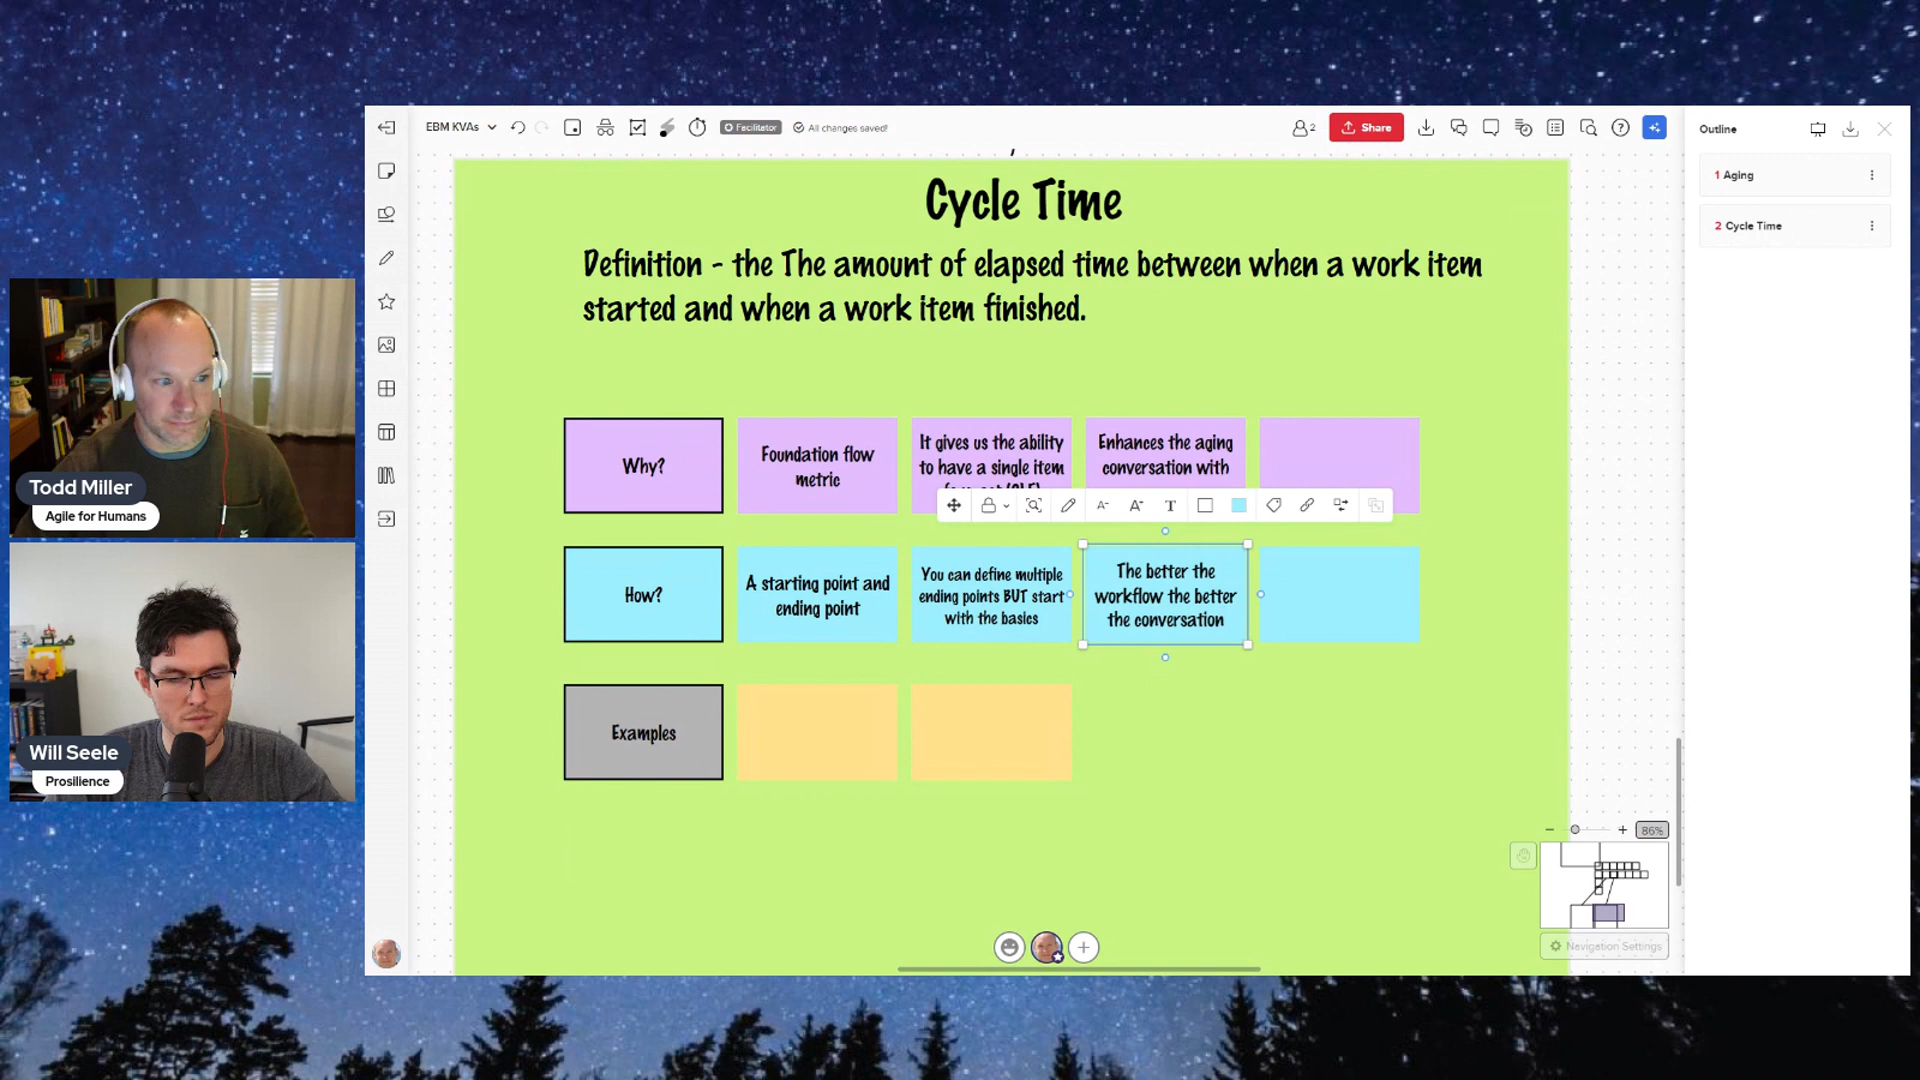 EBM KVAs
Facilitator
All changes saved!
2
Share
Outline
1 Aging
2 Cycle Time
Cycle Time
Definition - the The amount of elapsed time between when a work item
started and when a work item finished.
Why?
Foundation flow
metric
It gives us the ability
to have a single item
Enhances the aging
conversation with
A-
A+
T
How?
A starting point and
ending point
You can define multiple
ending points BUT start
with the basics
The better the
workflow the better
the conversation
Examples
Todd Miller
Agile for Humans
Will Seele
Prosilience
86%
Navigation Settings